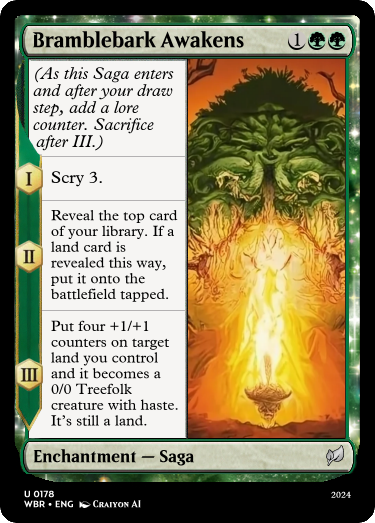 Bramblebark Awakens 1
(As this Saga enters
and after your draw
step, add a lore
counter. Sacrifice
after III.)
I
Scry 3.
II
Reveal the top card
of your library. If a
land card is
revealed this way,
put it onto the
battlefield tapped.
III
Put four +1/+1
counters on target
land you control
and it becomes a
0/0 Treefolk
creature with haste.
It's still a land.
Enchantment — Saga
U 0178
WBR • ENG CRAIYON AI
2024